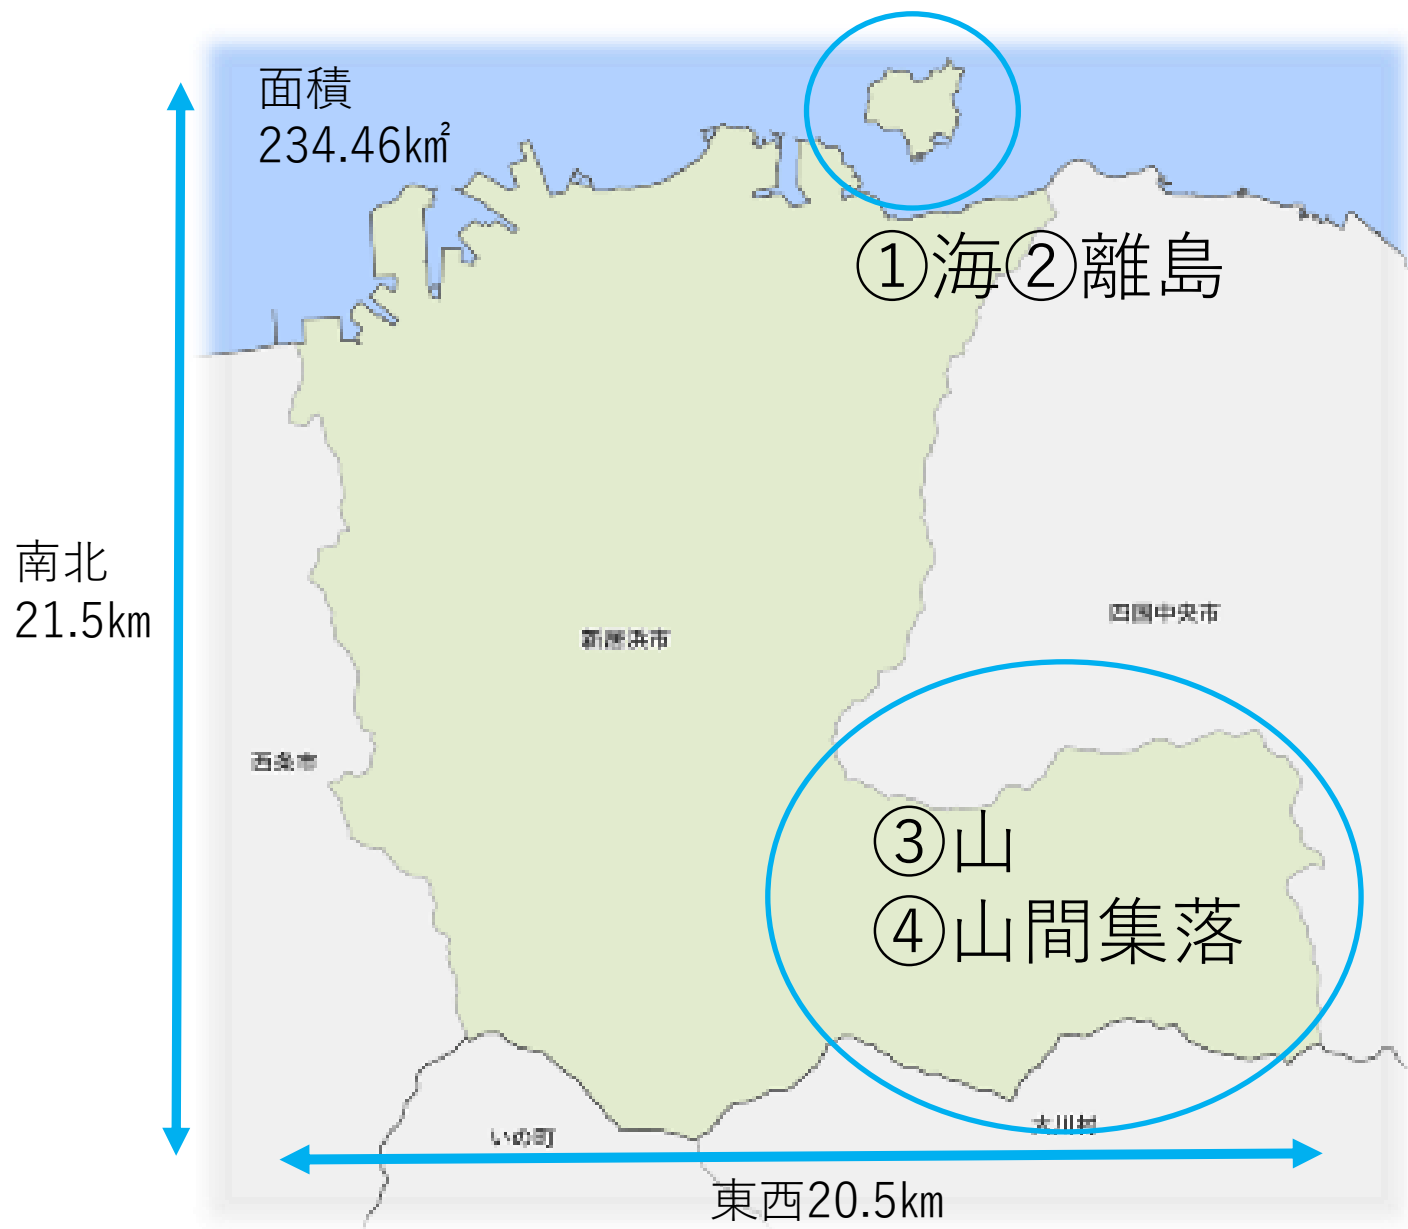 面積
234.46㎢
①海②離島
南北
21.5km
四国中央市
新居浜市
西条市
③山
④山間集落
大川村
いの町
東西20.5km